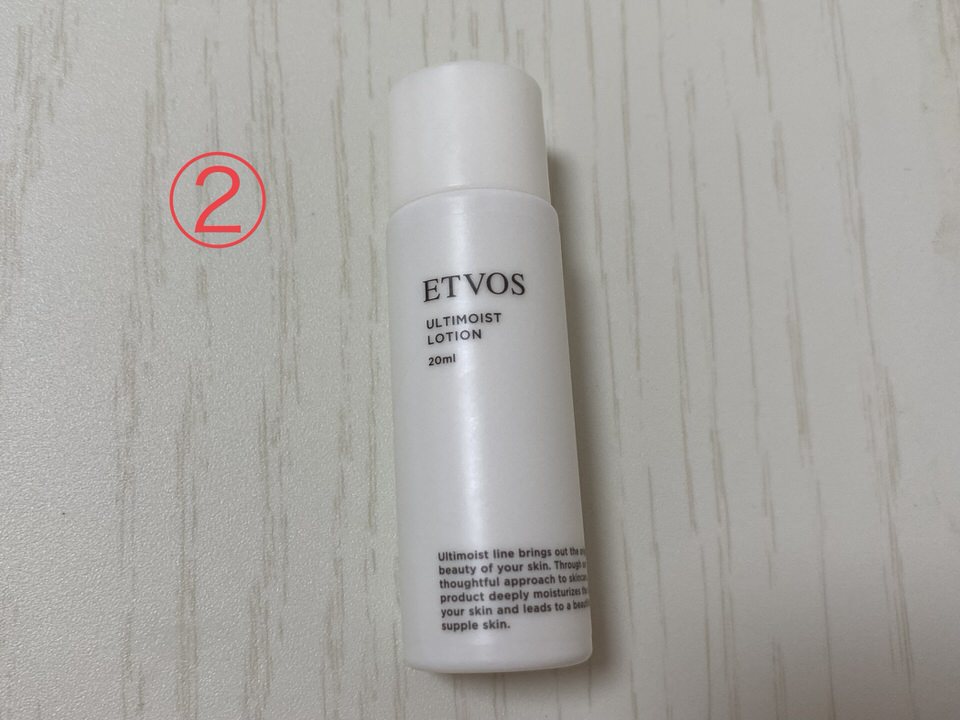 ②
ETVOS
ULTIMOIST
LOTION
20ml
Ultimoist line brings out the
beauty of your skin. Through
thoughtful approach to
product deeply moisturizes
your skin and leads to a
supple skin.